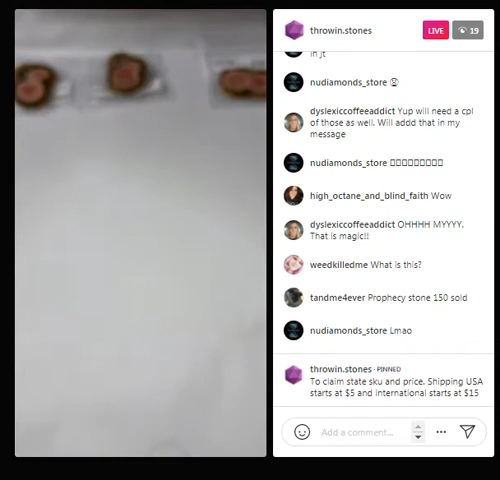 throwin.stones
LIVE
19
in jt
nudiamonds_store
dyslexiccoffeeaddict Yup will need a cpl
of those as well. Will addd that in my
message
nudiamonds_store
high_octane_and_blind_faith Wow
dyslexiccoffeeaddict OHHHH MYYYY.
That is magic!!
weedkilledme What is this?
tandme4ever Prophecy stone 150 sold
nudiamonds_store Lmao
throwin.stones · PINNED
To claim state sku and price. Shipping USA
starts at $5 and international starts at $15
Add a comment...